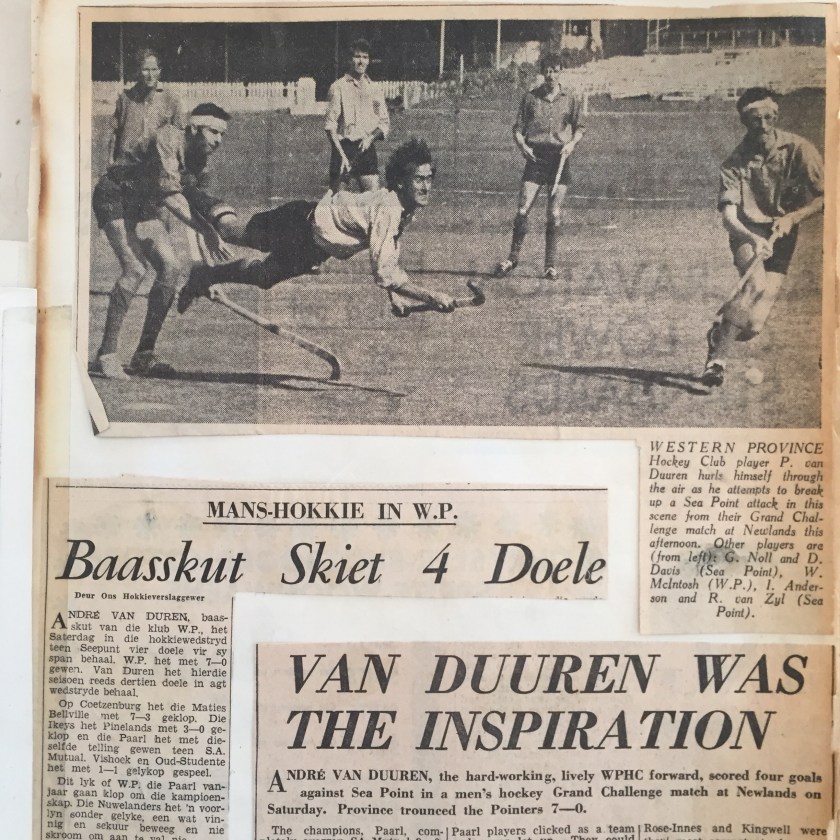 WESTERN PROVINCE
Hockey Club player P. van
Duuren hurls himself through
the air as he attempts to break
up a Sea Point attack in this
scene from their Grand Chal-
lenge match at Newlands this
afternoon. Other players are
(from left): G. Noll and D.
Davis (Sea Point), W.
McIntosh (W.P.), I. Ander-
son and R. van Zyl (Sea
Point).
MANS-HOKKIE IN W.P.
Baasskut Skiet 4 Doele
Deur Ons Hokkieverslaggewer
ANDRÉ VAN DUREN, baas-
skut van die klub W.P., het
Saterdag in die hokkiewedstryd
teen Seepunt vier doele vir sy
span behaal. W.P. het met 7—0
gewen. Van Duren het hierdie
seisoen reeds dertien doele in agt
wedstryde behaal.
Op Coetzenburg het die Maties
Bellville met 7—3 geklop. Die
Ikeys het Pinelands met 3—0 ge-
klop en die Paarl het met die-
selfde telling gewen teen S.A.
Mutual. Vishoek en Oud-Studente
het met 1—1 gelykop gespeel.
Dit lyk of W.P. die Paarl van-
jaar gaan klop om die kampioen-
skap. Die Nuwelanders het 'n voor-
lyn sonder gelyke, een wat vin-
nig en sekuur beweeg en nie
skroom om aan te val nie.
VAN DUUREN WAS
THE INSPIRATION
ANDRÉ VAN DUUREN, the hard-working, lively WPHC forward, scored four goals
against Sea Point in a men's hockey Grand Challenge match at Newlands on
Saturday. Province trounced the Pointers 7—0.
The champions, Paarl, com-
Paarl players clicked as a team
Rose-Innes and Kingwell were